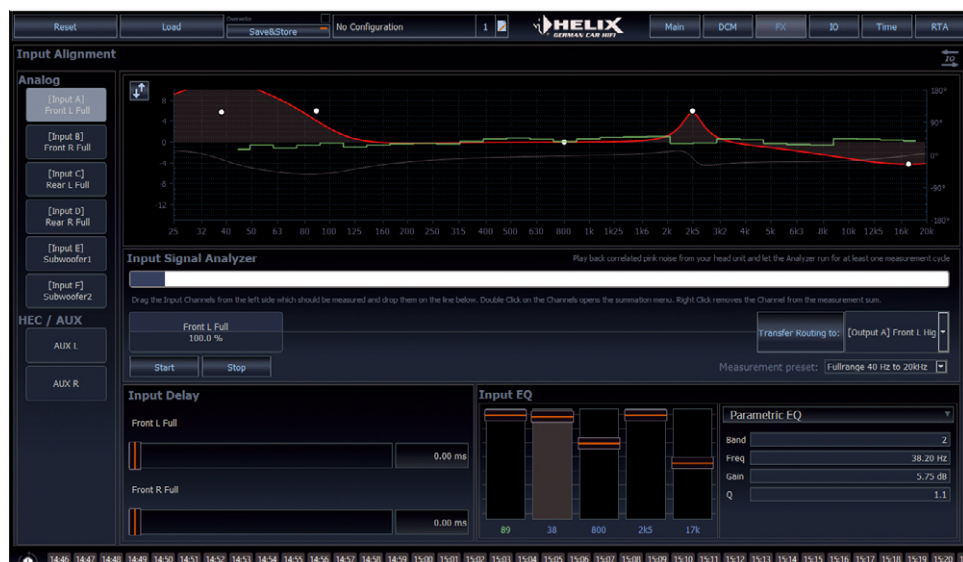 Reset
Load
Overwrite
Save&Store
No Configuration
1
HELIX
GERMAN CAR HIFI
Main
DCM
FX
IO
Time
RTA
Input Alignment
IO
Analog
[Input A]
Front L Full
[Input B]
Front R Full
[Input C]
Rear L Full
[Input D]
Rear R Full
[Input E]
Subwoofer1
[Input F]
Subwoofer2
HEC / AUX
AUX L
AUX R
8
4
0
-4
-8
-12
180°
90°
0°
-90°
-180°
25 32 40 50 63 80 100 125 160 200 250 315 400 500 630 800 1k 1k25 1k6 2k 2k5 3k2 4k 5k 6k3 8k 10k 12k5 16k 20k
Input Signal Analyzer
Play back correlated pink noise from your head unit and let the Analyzer run for at least one measurement cycle
Drag the Input Channels from the left side which should be measured and drop them on the line below. Double Click on the Channels opens the summation menu. Right Click removes the Channel from the measurement sum.
Front L Full
100.0 %
Transfer Routing to:
[Output A] Front L Hig
Start
Stop
Measurement preset:
Fullrange 40 Hz to 20kHz
Input Delay
Front L Full
0.00 ms
Front R Full
0.00 ms
Input EQ
89 38 800 2k5 17k
Parametric EQ
Band 2
Freq 38.20 Hz
Gain 5.75 dB
Q 1.1
14:46 14:47 14:48 14:49 14:50 14:51 14:52 14:53 14:54 14:55 14:56 14:57 14:58 14:59 15:00 15:01 15:02 15:03 15:04 15:05 15:06 15:07 15:08 15:09 15:10 15:11 15:12 15:13 15:14 15:15 15:16 15:17 15:18 15:19 15:20